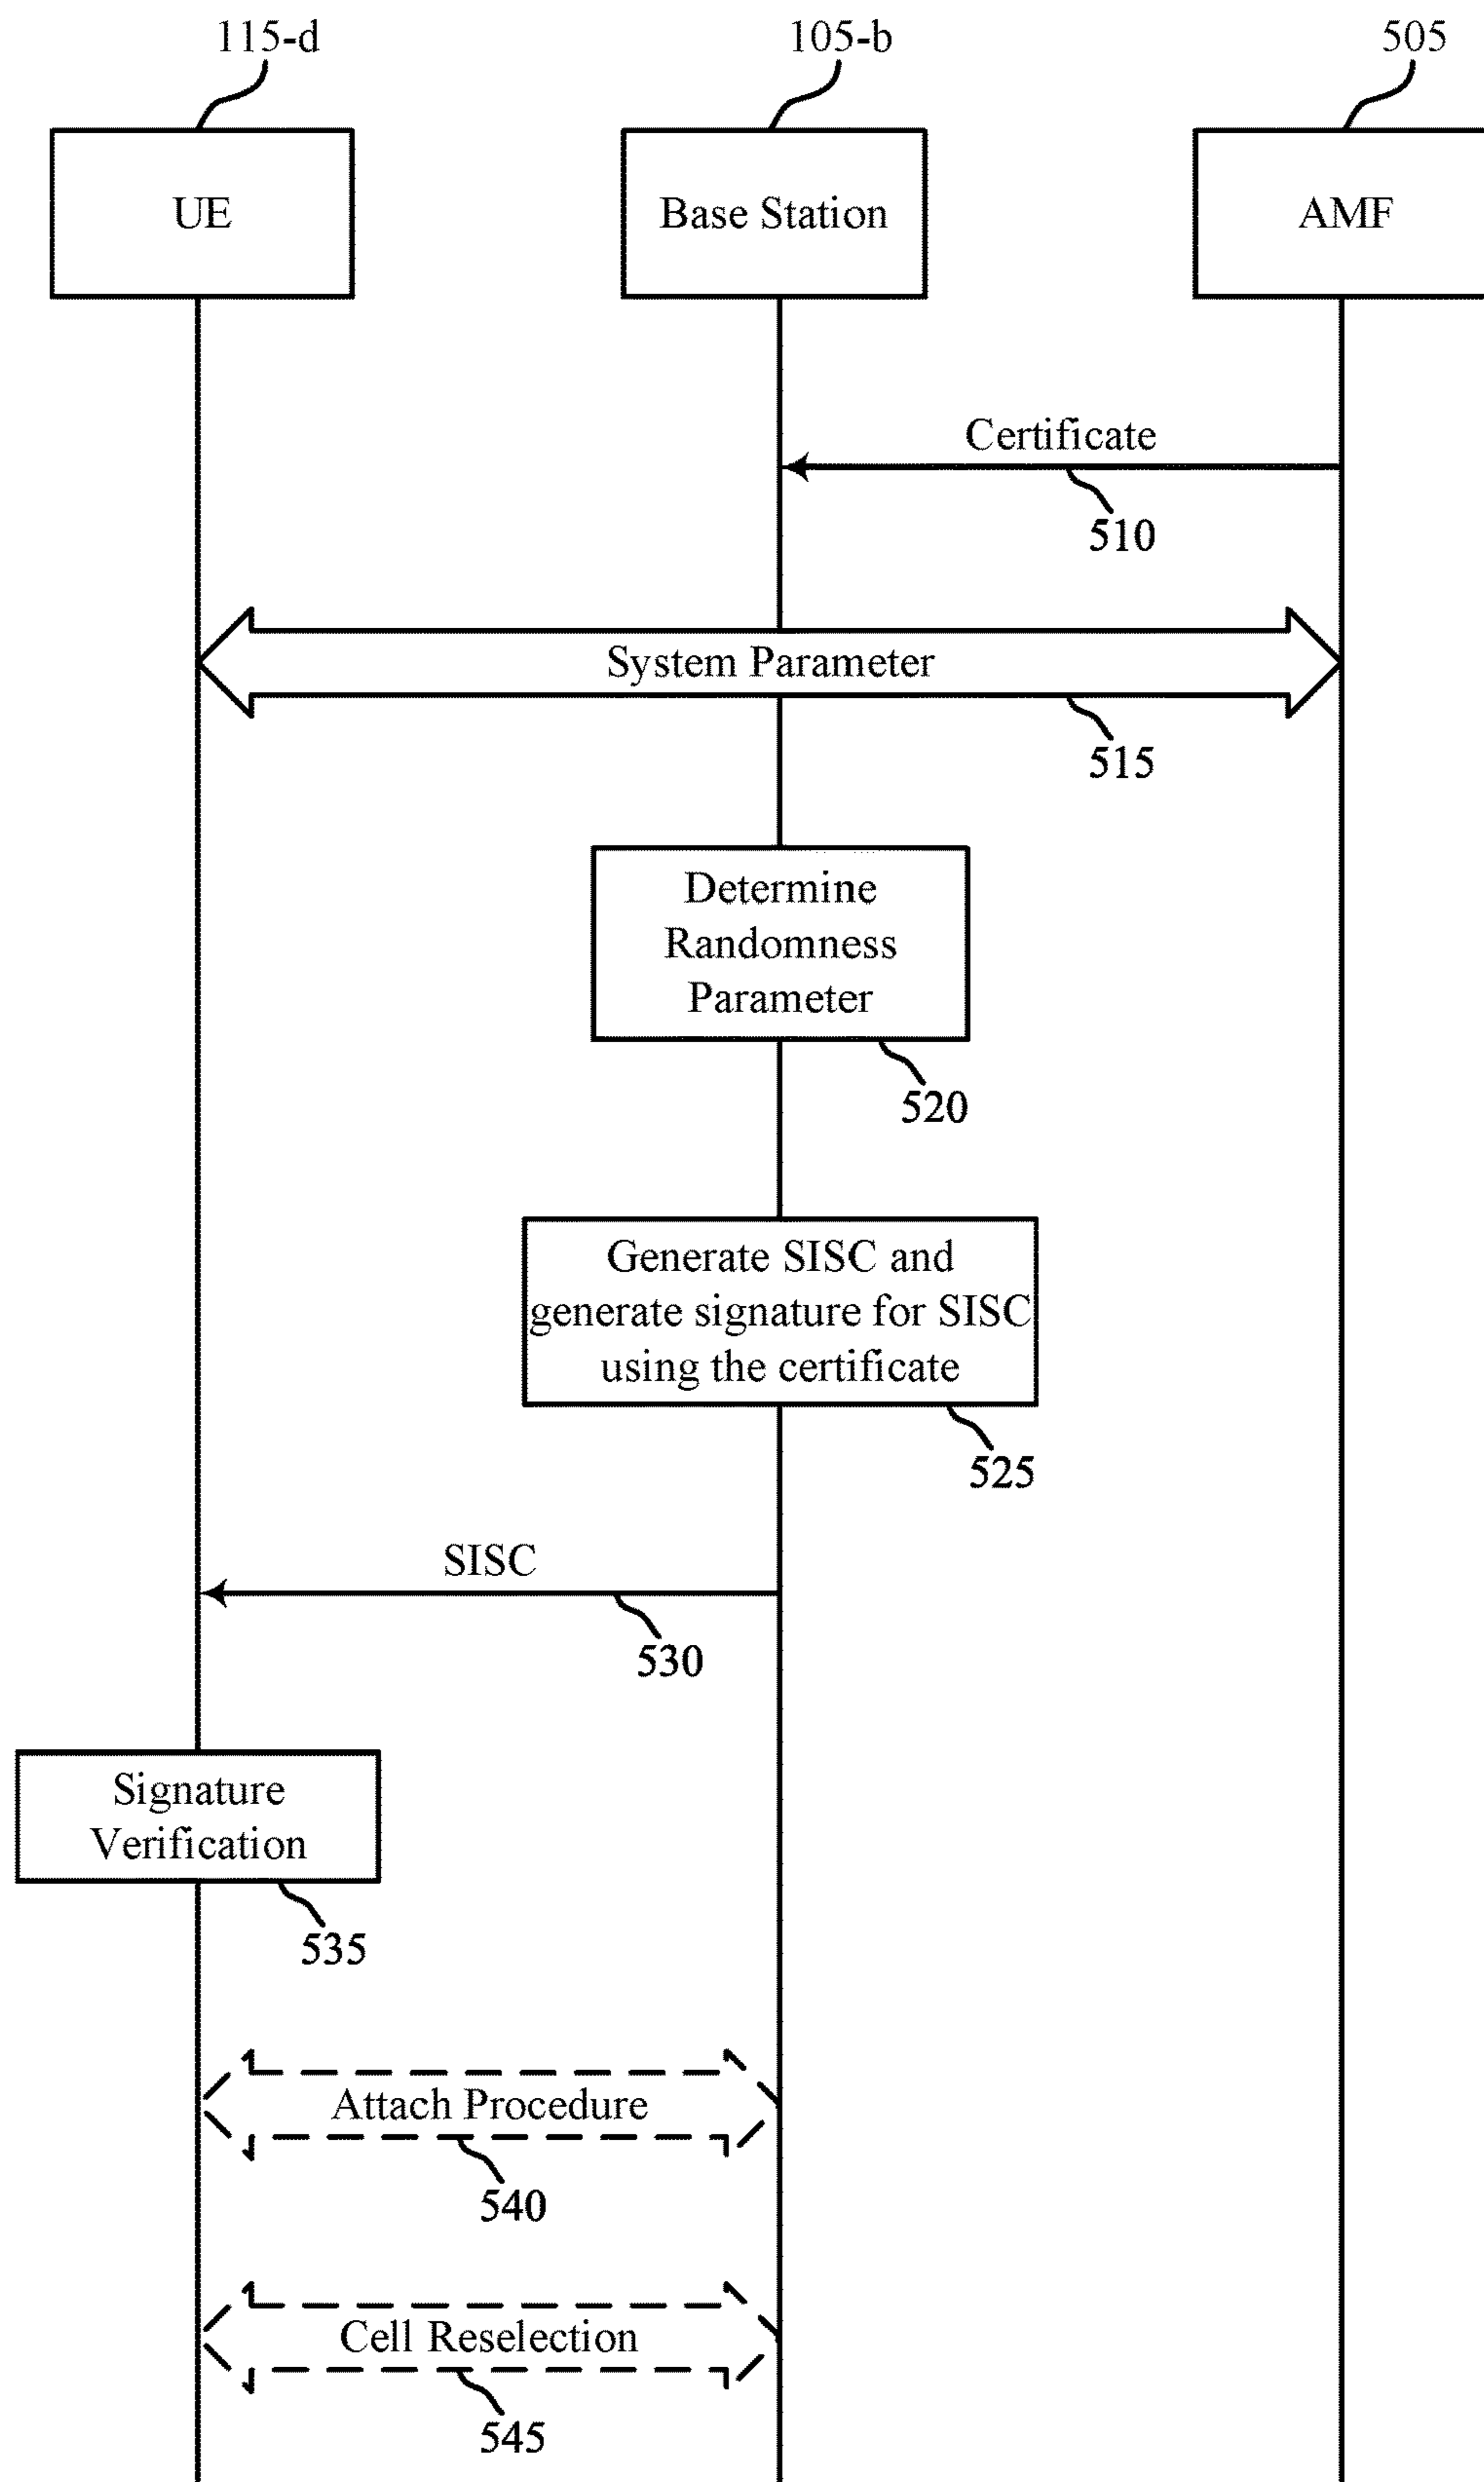 115-d
105-b
505
UE
Base Station
AMF
Certificate
510
System Parameter
515
Determine
Randomness
Parameter
520
Generate SISC and
generate signature for SISC
using the certificate
525
SISC
530
Signature
Verification
535
Attach Procedure
540
Cell Reselection
545